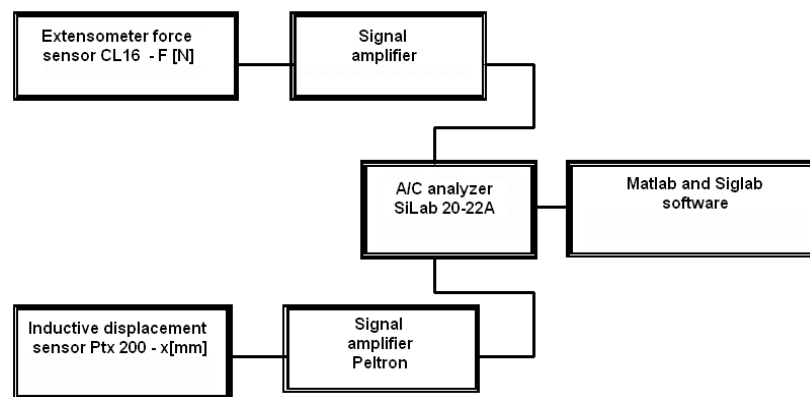 Extensometer force
sensor CL16 - F [N]
Signal
amplifier
A/C analyzer
SiLab 20-22A
Matlab and Siglab
software
Inductive displacement
sensor Ptx 200 - x[mm]
Signal
amplifier
Peltron